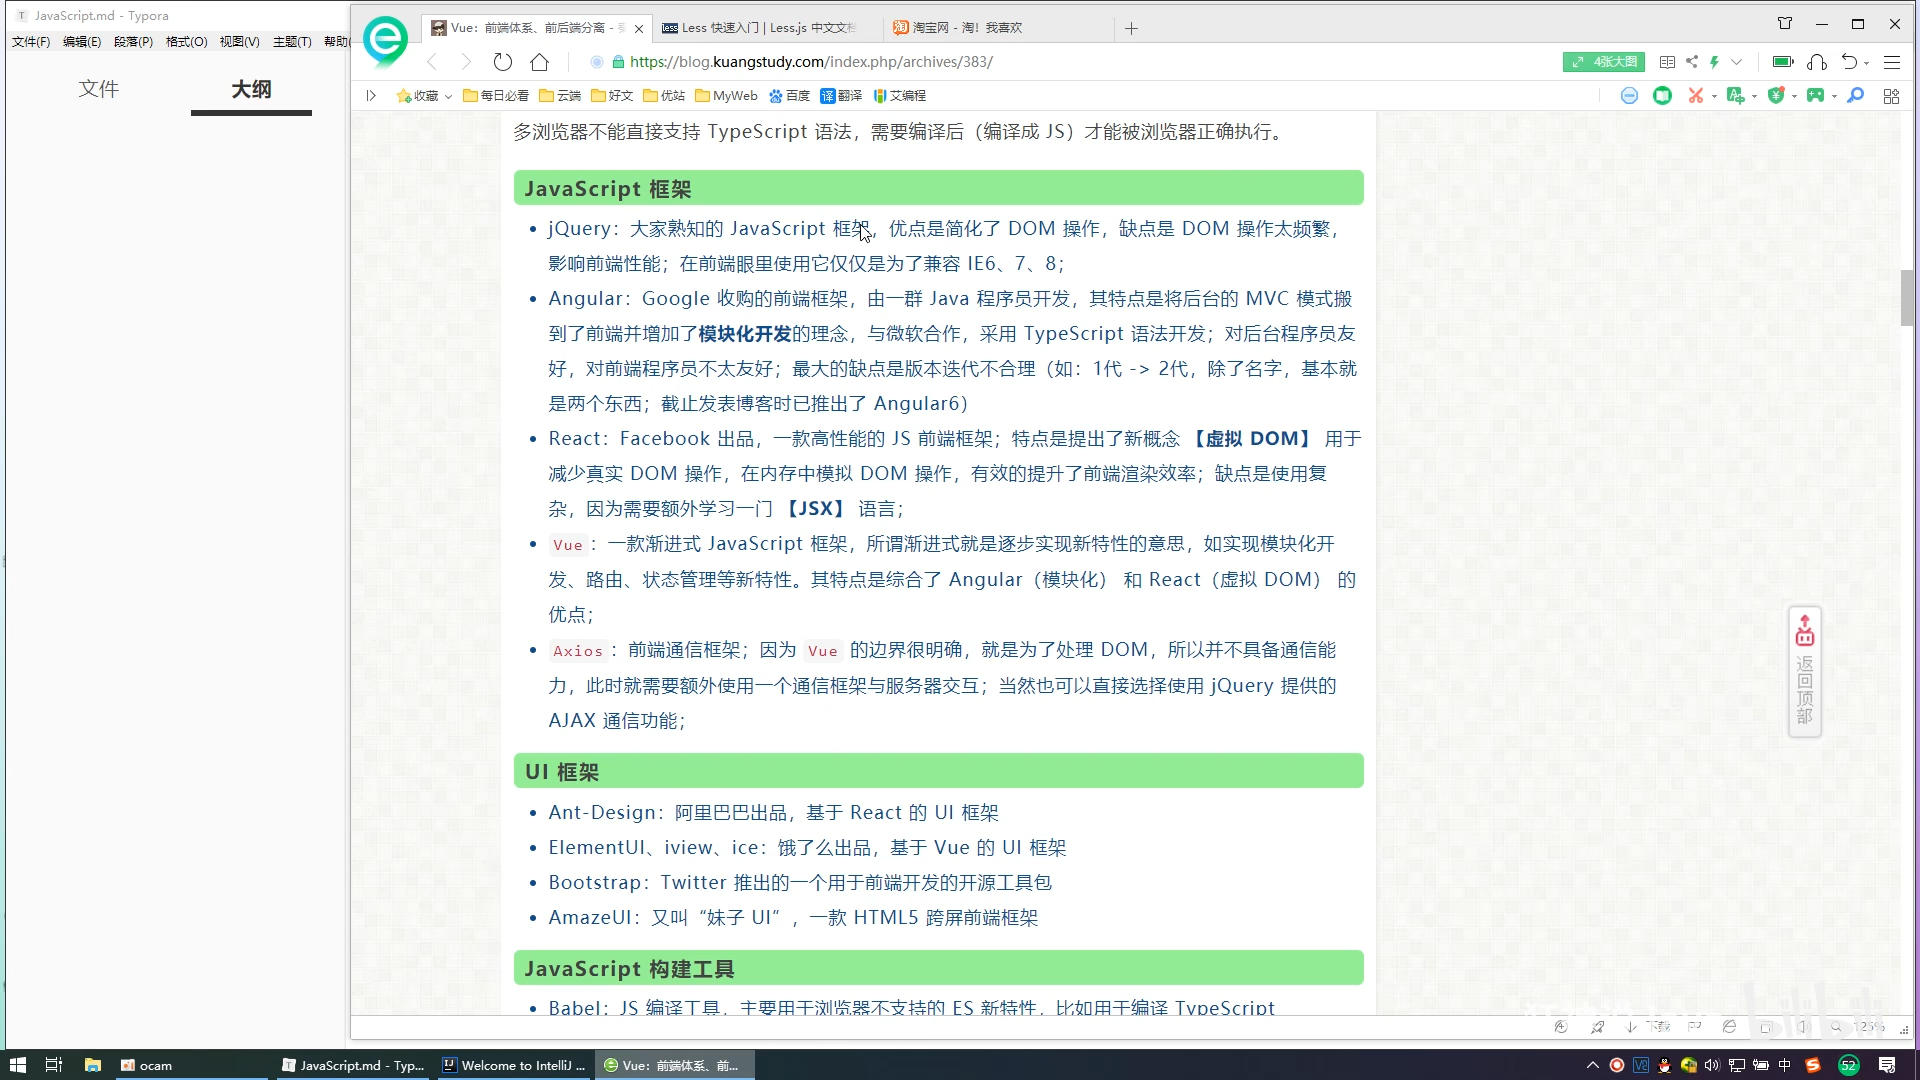 JavaScript.md - Typora
文件(F) 编辑(E) 段落(P) 格式(O) 视图(V) 主题(T) 帮助
文件 大纲
Vue：前端体系、前后端分离 -
Less 快速入门 | Less.js 中文文档
淘宝网 - 淘！我喜欢
https://blog.kuangstudy.com/index.php/archives/383/
4张大图
收藏 每日必看 云端 好文 优站 MyWeb 百度 翻译 艾编程
多浏览器不能直接支持 TypeScript 语法，需要编译后（编译成 JS）才能被浏览器正确执行。
JavaScript 框架
• jQuery：大家熟知的 JavaScript 框架，优点是简化了 DOM 操作，缺点是 DOM 操作太频繁，
影响前端性能；在前端眼里使用它仅仅是为了兼容 IE6、7、8；
• Angular：Google 收购的前端框架，由一群 Java 程序员开发，其特点是将后台的 MVC 模式搬
到了前端并增加了模块化开发的理念，与微软合作，采用 TypeScript 语法开发；对后台程序员友
好，对前端程序员不太友好；最大的缺点是版本迭代不合理（如：1代 -> 2代，除了名字，基本就
是两个东西；截止发表博客时已推出了 Angular6）
• React：Facebook 出品，一款高性能的 JS 前端框架；特点是提出了新概念 【虚拟 DOM】 用于
减少真实 DOM 操作，在内存中模拟 DOM 操作，有效的提升了前端渲染效率；缺点是使用复
杂，因为需要额外学习一门 【JSX】 语言；
• Vue：一款渐进式 JavaScript 框架，所谓渐进式就是逐步实现新特性的意思，如实现模块化开
发、路由、状态管理等新特性。其特点是综合了 Angular（模块化） 和 React（虚拟 DOM） 的
优点；
• Axios：前端通信框架；因为 Vue 的边界很明确，就是为了处理 DOM，所以并不具备通信能
力，此时就需要额外使用一个通信框架与服务器交互；当然也可以直接选择使用 jQuery 提供的
AJAX 通信功能；
返回顶部
UI 框架
• Ant-Design：阿里巴巴出品，基于 React 的 UI 框架
• ElementUI、iview、ice：饿了么出品，基于 Vue 的 UI 框架
• Bootstrap：Twitter 推出的一个用于前端开发的开源工具包
• AmazeUI：又叫“妹子 UI”，一款 HTML5 跨屏前端框架
JavaScript 构建工具
• Babel：JS 编译工具，主要用于浏览器不支持的 ES 新特性，比如用于编译 TypeScript
下载 125%
ocam
JavaScript.md - Typ...
Welcome to IntelliJ ...
Vue：前端体系、前...
中
52